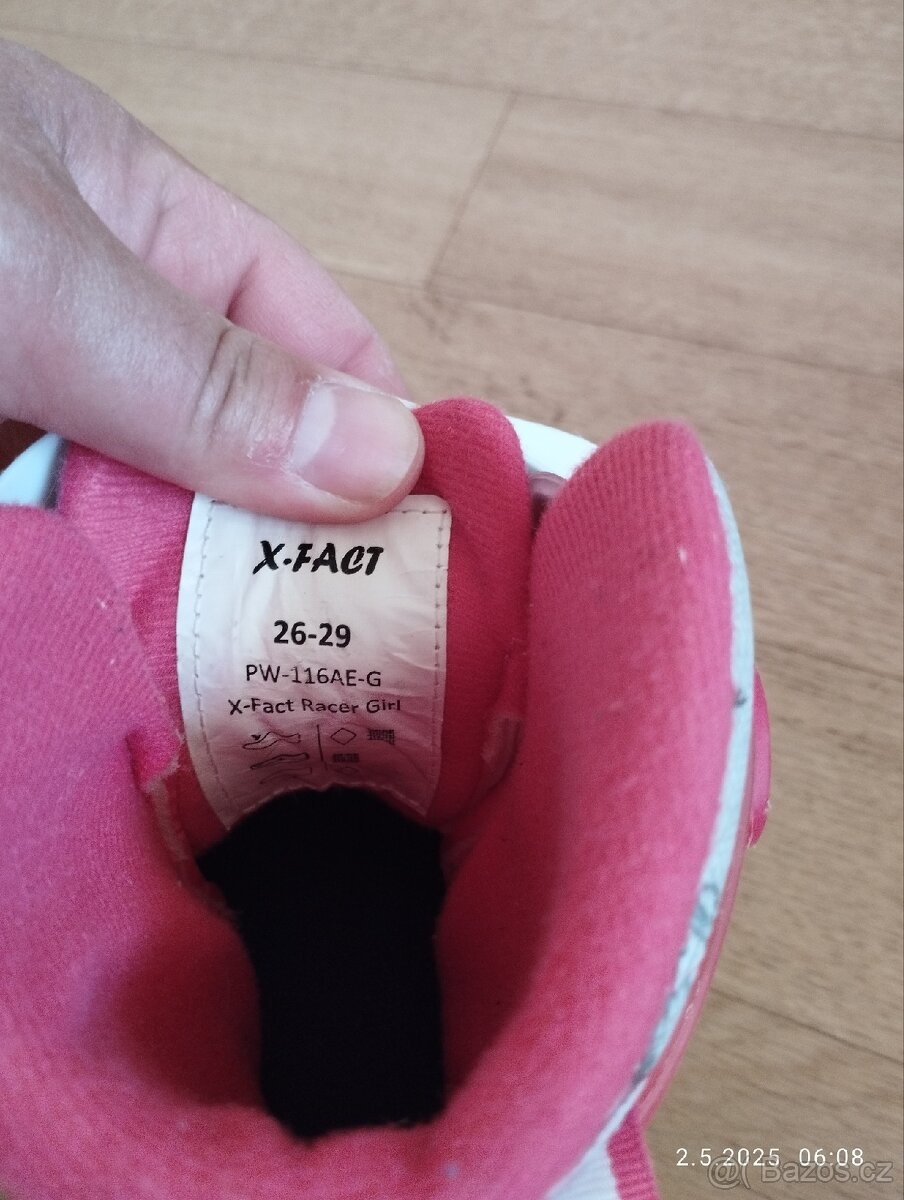 X-FACT
26-29
PW-116AE-G
X-Fact Racer Girl
2.5.2025 06:08
@Bazos.cz